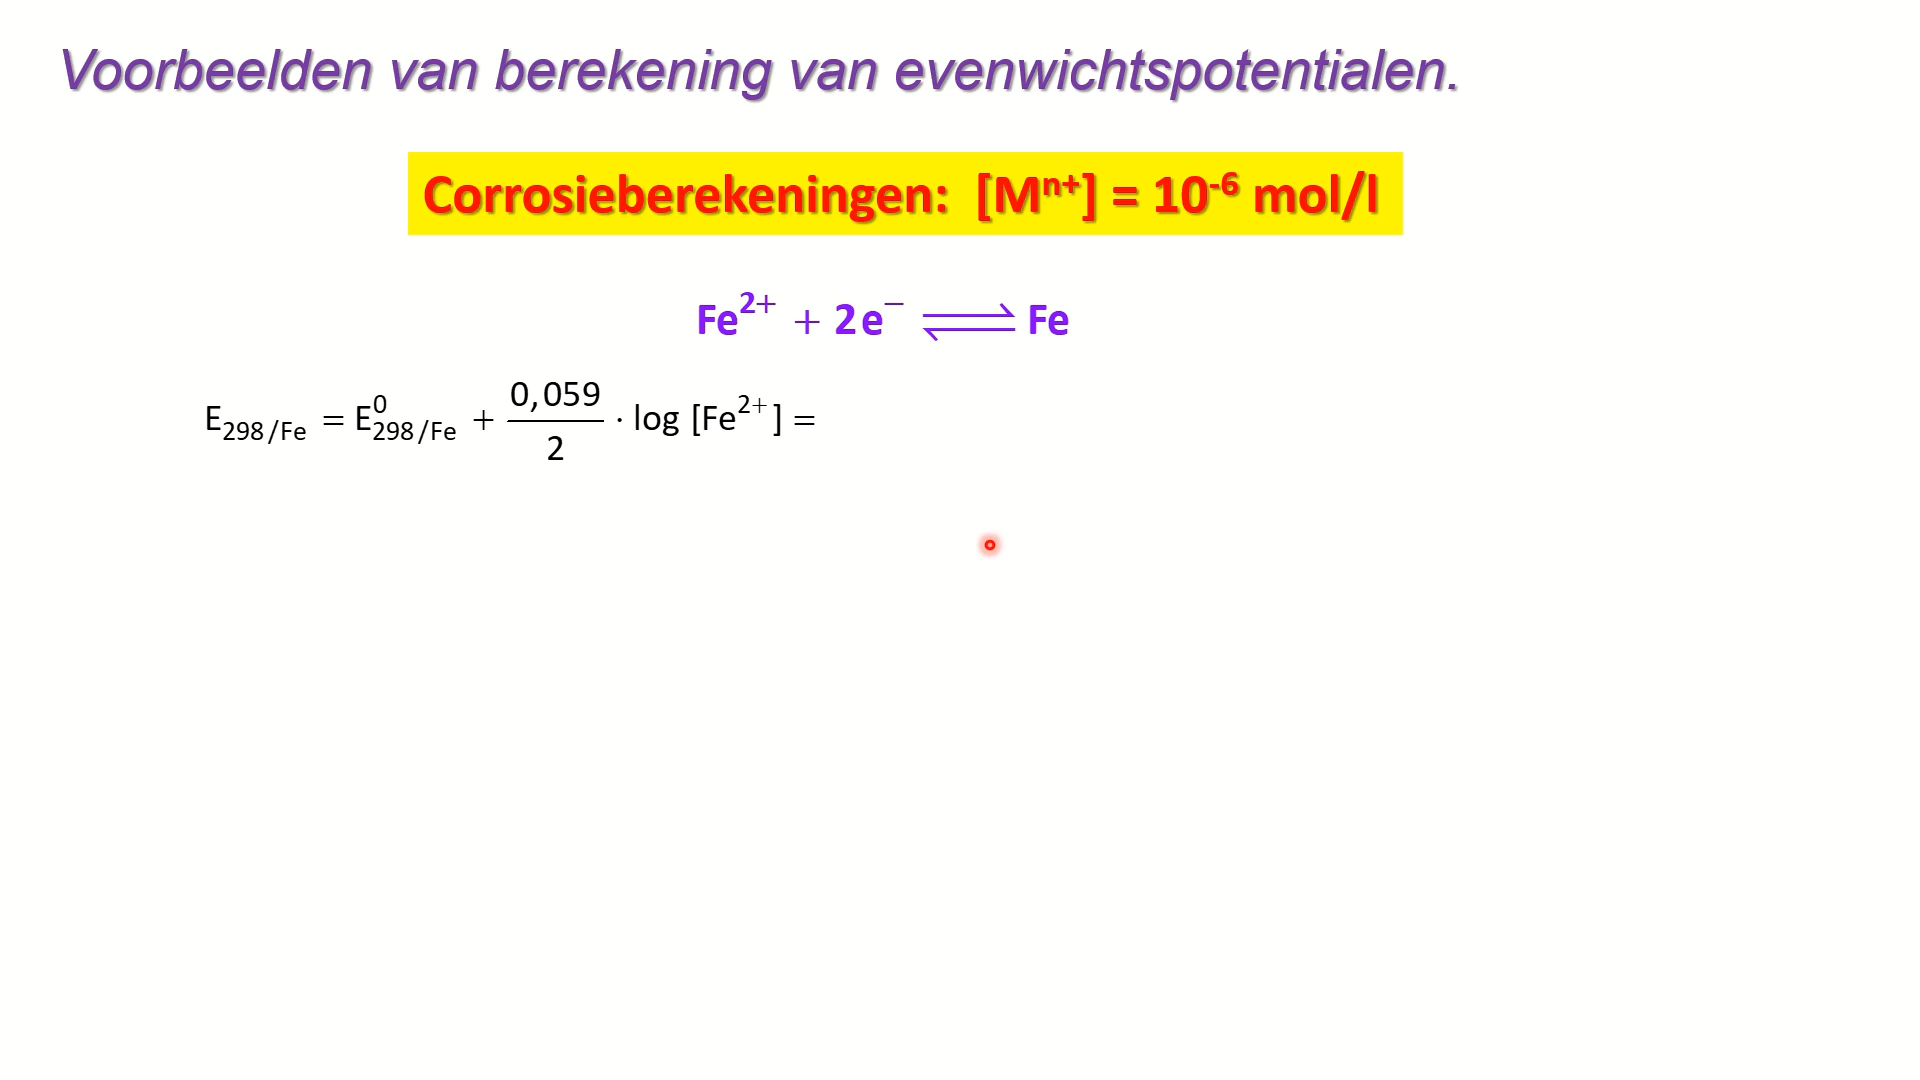 Voorbeelden van berekening van evenwichtspotentialen.
Corrosieberekeningen: [Mⁿ⁺] = 10⁻⁶ mol/l
Fe²⁺ + 2e⁻ ⇌ Fe
E₂₉₈/Fe = E⁰₂₉₈/Fe + 0,059/2 · log [Fe²⁺] =